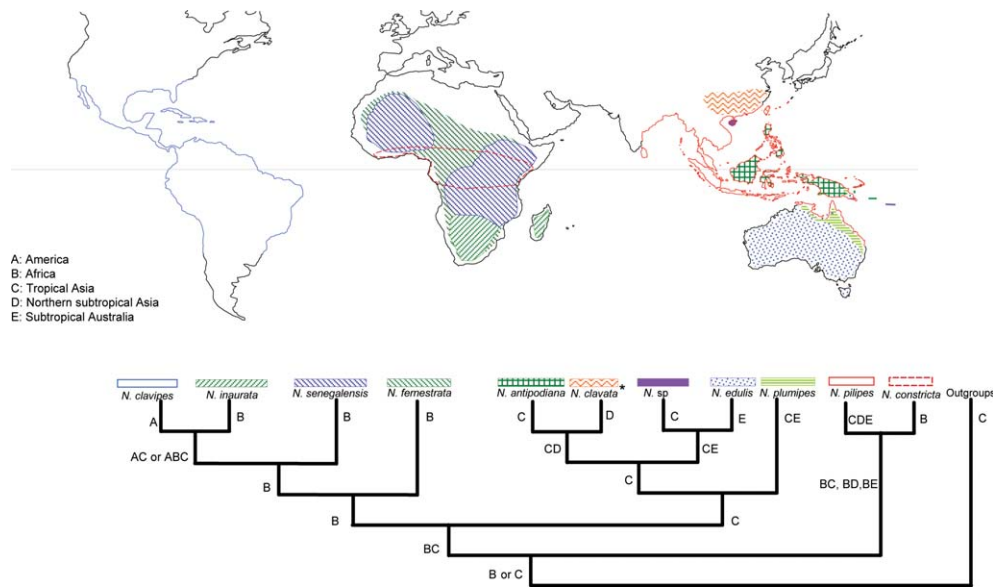 A: America
B: Africa
C: Tropical Asia
D: Northern subtropical Asia
E: Subtropical Australia
N. clavipes N. inaurata N. senegalensis N. femestrata N. antipodiana N. clavata * N. sp N. edulis N. plumipes N. pilipes N. constricta Outgroups
A B B B C D C E CE CDE B C
AC or ABC CD CE
B C BC, BD,BE
B C
BC
B or C